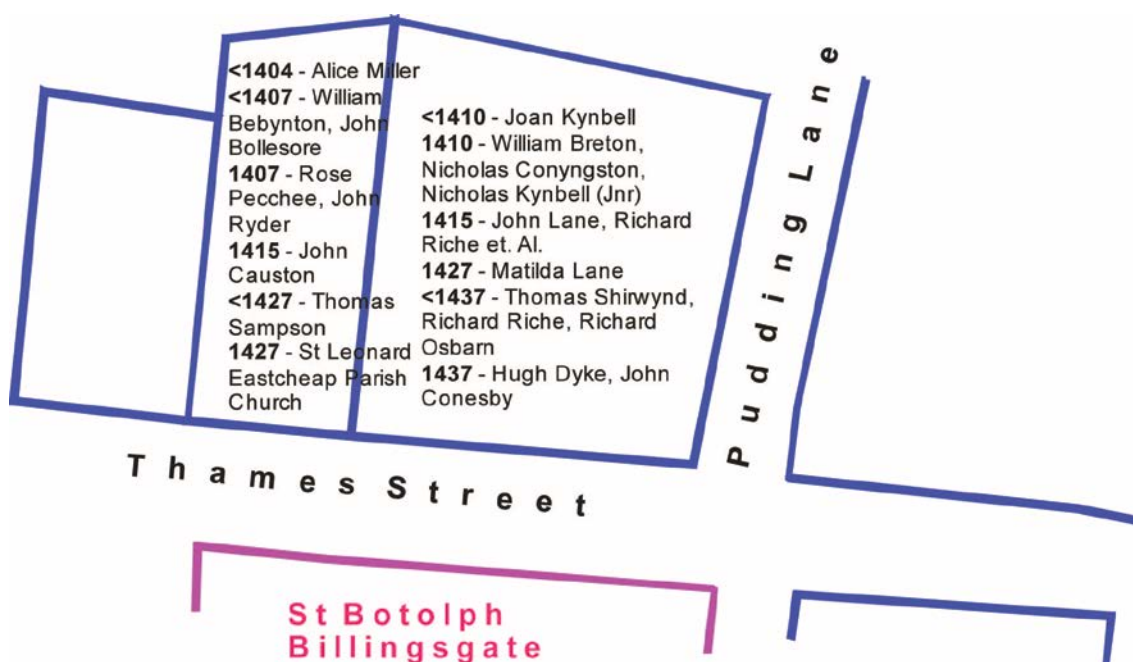 <1404 - Alice Miller
<1407 - William
Bebynton, John
Bollesore
1407 - Rose
Pecchee, John
Ryder
1415 - John
Causton
<1427 - Thomas
Sampson
1427 - St Leonard
Eastcheap Parish
Church
<1410 - Joan Kynbell
1410 - William Breton,
Nicholas Conyngston,
Nicholas Kynbell (Jnr)
1415 - John Lane, Richard
Riche et. Al.
1427 - Matilda Lane
<1437 - Thomas Shirwynd,
Richard Riche, Richard
Osbarn
1437 - Hugh Dyke, John
Conesby
Pudding Lane
Thames Street
St Botolph
Billingsgate